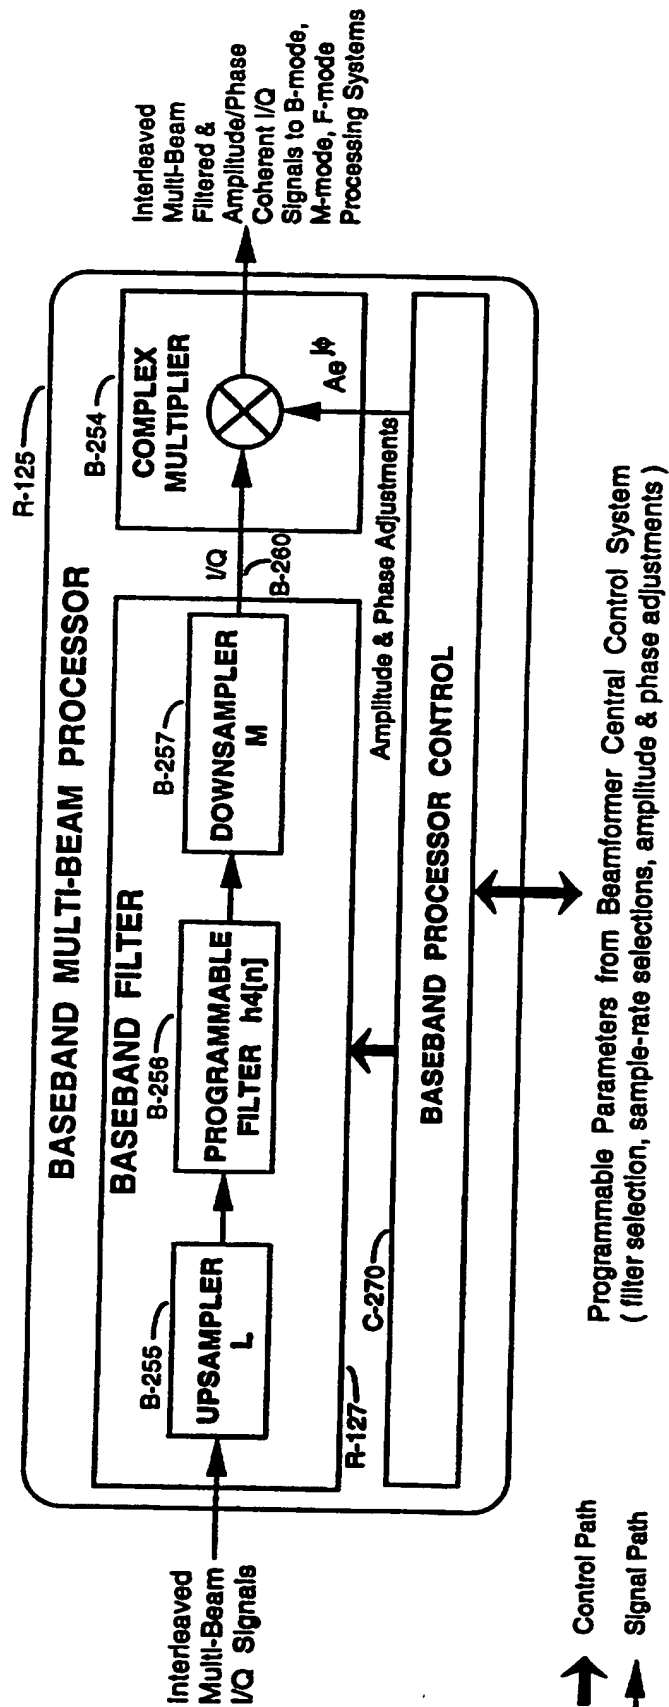 R-125
BASEBAND MULTI-BEAM PROCESSOR
B-254
COMPLEX
MULTIPLIER
Ae^jϕ
Interleaved
Multi-Beam
Filtered &
Amplitude/Phase
Coherent I/Q
Signals to B-mode,
M-mode, F-mode
Processing Systems
BASEBAND FILTER
B-255
UPSAMPLER
L
B-256
PROGRAMMABLE
FILTER h4[n]
B-257
DOWNSAMPLER
M
I/Q
B-260
Interleaved
Multi-Beam
I/Q Signals
R-127
C-270
Amplitude & Phase Adjustments
BASEBAND PROCESSOR CONTROL
Programmable Parameters from Beamformer Central Control System
( filter selection, sample-rate selections, amplitude & phase adjustments )
Control Path
Signal Path